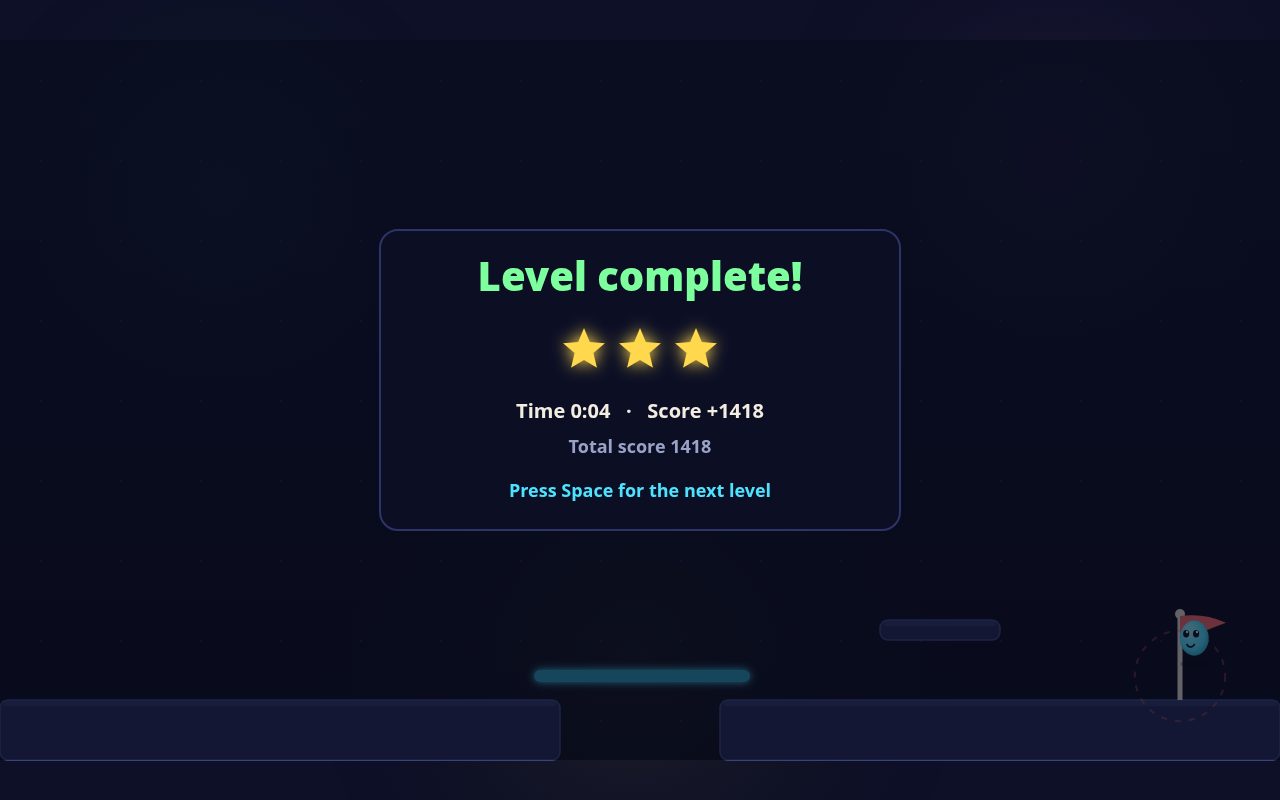 Level complete!
Time 0:04 · Score +1418
Total score 1418
Press Space for the next level